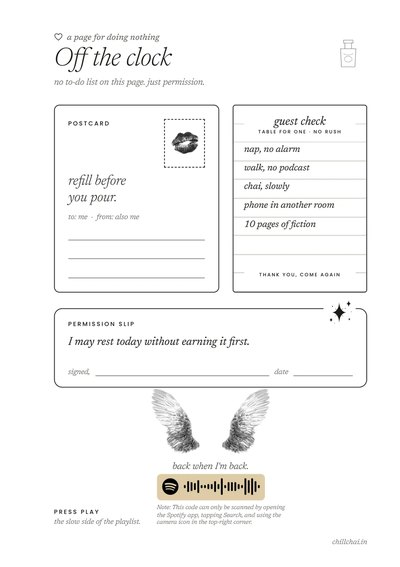 a page for doing nothing
Off the clock
no to-do list on this page. just permission.
POSTCARD
refill before
you pour.
to: me · from: also me
guest check
TABLE FOR ONE · NO RUSH
nap, no alarm
walk, no podcast
chai, slowly
phone in another room
10 pages of fiction
THANK YOU, COME AGAIN
PERMISSION SLIP
I may rest today without earning it first.
signed, date
back when I'm back.
Note: This code can only be scanned by opening
the Spotify app, tapping Search, and using the
camera icon in the top-right corner.
PRESS PLAY
the slow side of the playlist.
chillchai.in